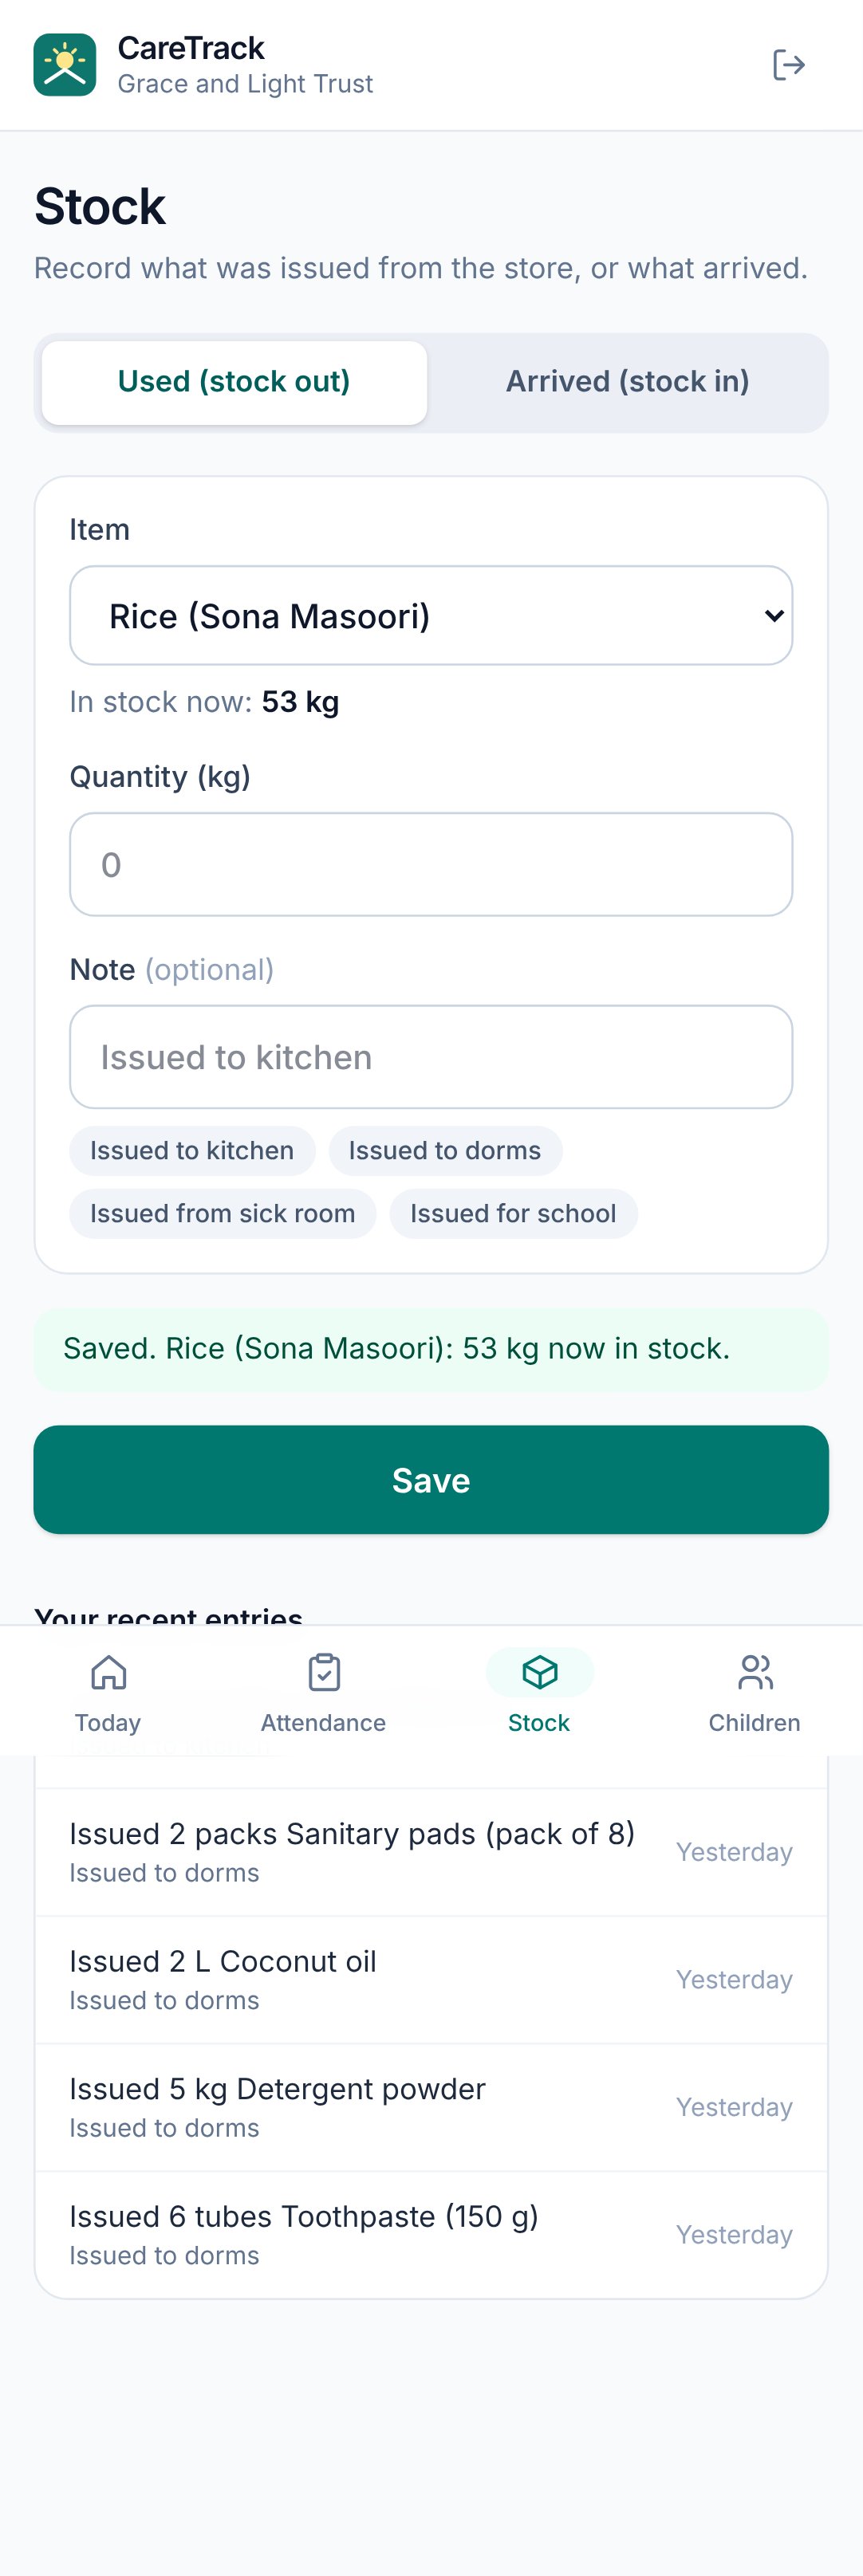 CareTrack
Grace and Light Trust
Stock
Record what was issued from the store, or what arrived.
Used (stock out)
Arrived (stock in)
Item
Rice (Sona Masoori)
In stock now: 53 kg
Quantity (kg)
0
Note (optional)
Issued to kitchen
Issued to kitchen
Issued to dorms
Issued from sick room
Issued for school
Saved. Rice (Sona Masoori): 53 kg now in stock.
Save
Your recent entries
Today
Attendance
Stock
Children
Issued 2 packs Sanitary pads (pack of 8)
Issued to dorms
Yesterday
Issued 2 L Coconut oil
Issued to dorms
Yesterday
Issued 5 kg Detergent powder
Issued to dorms
Yesterday
Issued 6 tubes Toothpaste (150 g)
Issued to dorms
Yesterday